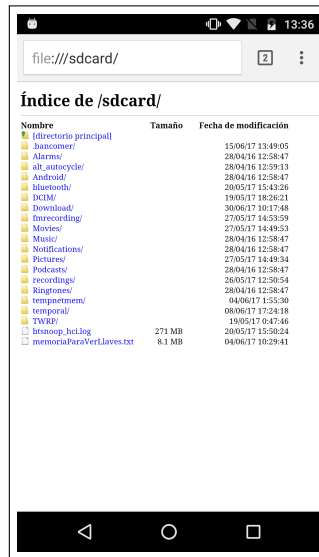 13:36
file:///sdcard/
2
Índice de /sdcard/
Nombre Tamaño Fecha de modificación
[directorio principal]
.bancomer/ 15/06/17 13:49:05
Alarms/ 28/04/16 12:58:47
alt_autocycle/ 28/04/16 12:59:13
Android/ 28/04/16 12:58:47
bluetooth/ 20/05/17 15:43:26
DCIM/ 19/05/17 18:26:21
Download/ 30/06/17 10:17:48
fmrecording/ 27/05/17 14:53:59
Movies/ 27/05/17 14:49:53
Music/ 28/04/16 12:58:47
Notifications/ 28/04/16 12:58:47
Pictures/ 27/05/17 14:49:34
Podcasts/ 28/04/16 12:58:47
recordings/ 26/05/17 12:50:54
Ringtones/ 28/04/16 12:58:47
tempnetmem/ 04/06/17 1:55:30
temporal/ 08/06/17 17:24:18
TWRP/ 19/05/17 0:47:46
btsnoop_hci.log 271 MB 20/05/17 15:50:24
memoriaParaVerLlaves.txt 8.1 MB 04/06/17 10:29:41